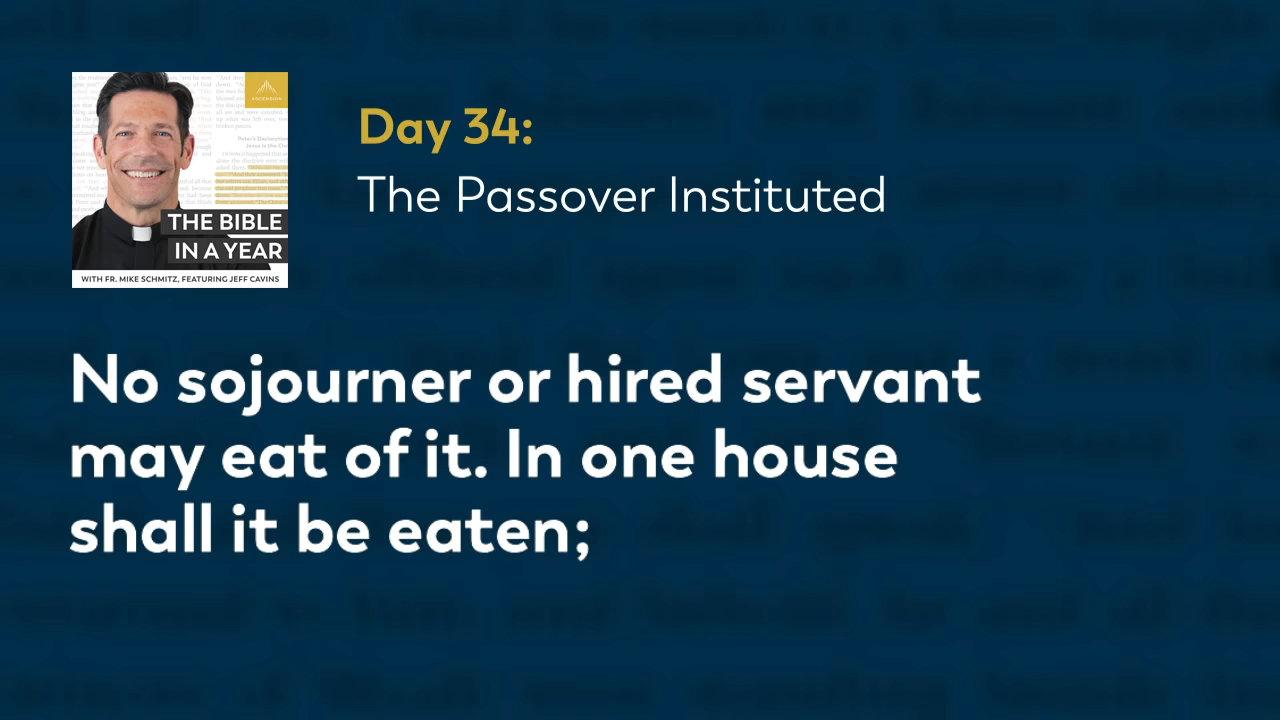 Day 34:
The Passover Instituted
ASCENSION
THE BIBLE
IN A YEAR
WITH FR. MIKE SCHMITZ, FEATURING JEFF CAVINS
No sojourner or hired servant
may eat of it. In one house
shall it be eaten;